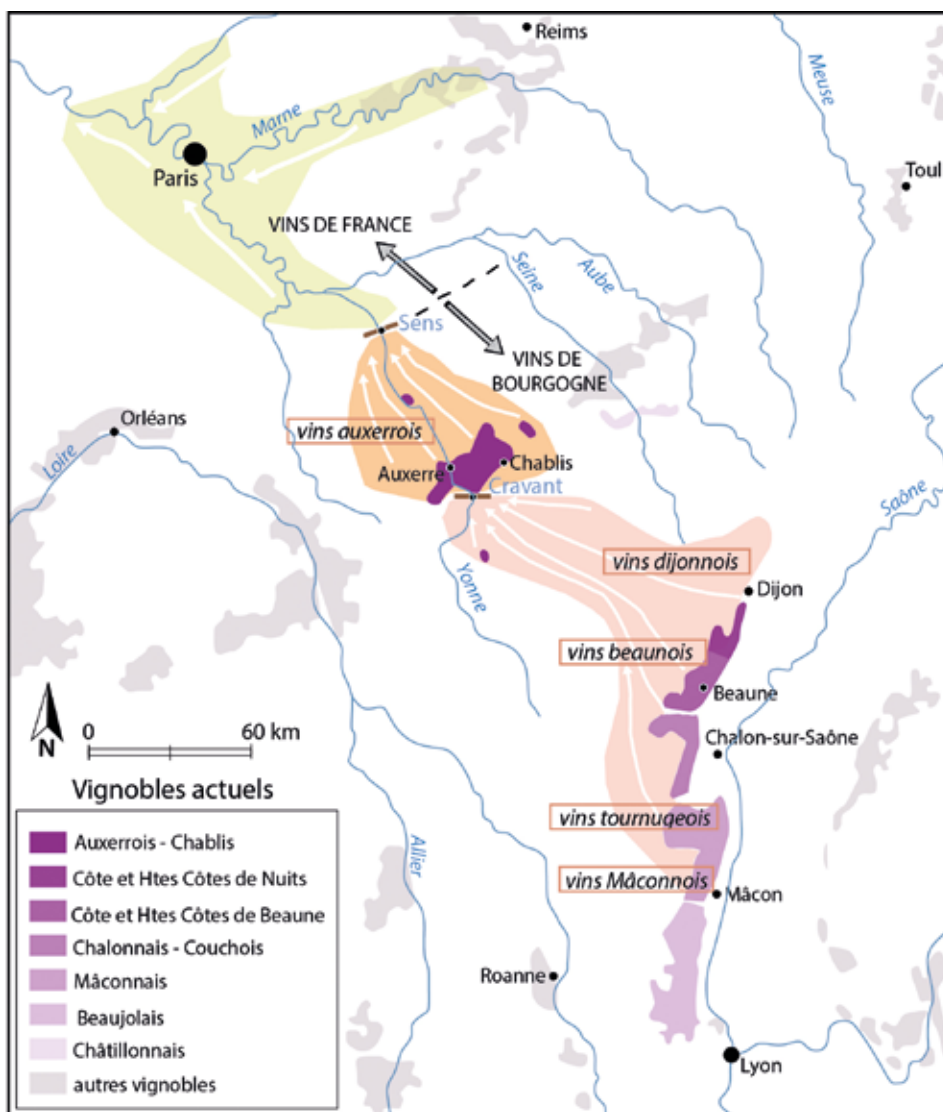 Reims
Meuse
Marne
Paris
Toul
VINS DE FRANCE
Seine
Aube
Sens
VINS DE
BOURGOGNE
Orléans
Loire
vins auxerrois
Auxerre
Chablis
Cravant
Saône
Yonne
vins dijonnois
Dijon
vins beaunois
Beaune
N
0
60 km
Chalon-sur-Saône
Vignobles actuels
vins tournugeois
Allier
vins Mâconnois
Mâcon
Auxerrois - Chablis
Côte et Htes Côtes de Nuits
Côte et Htes Côtes de Beaune
Chalonnais - Couchois
Mâconnais
Beaujolais
Châtillonnais
autres vignobles
Roanne
Lyon